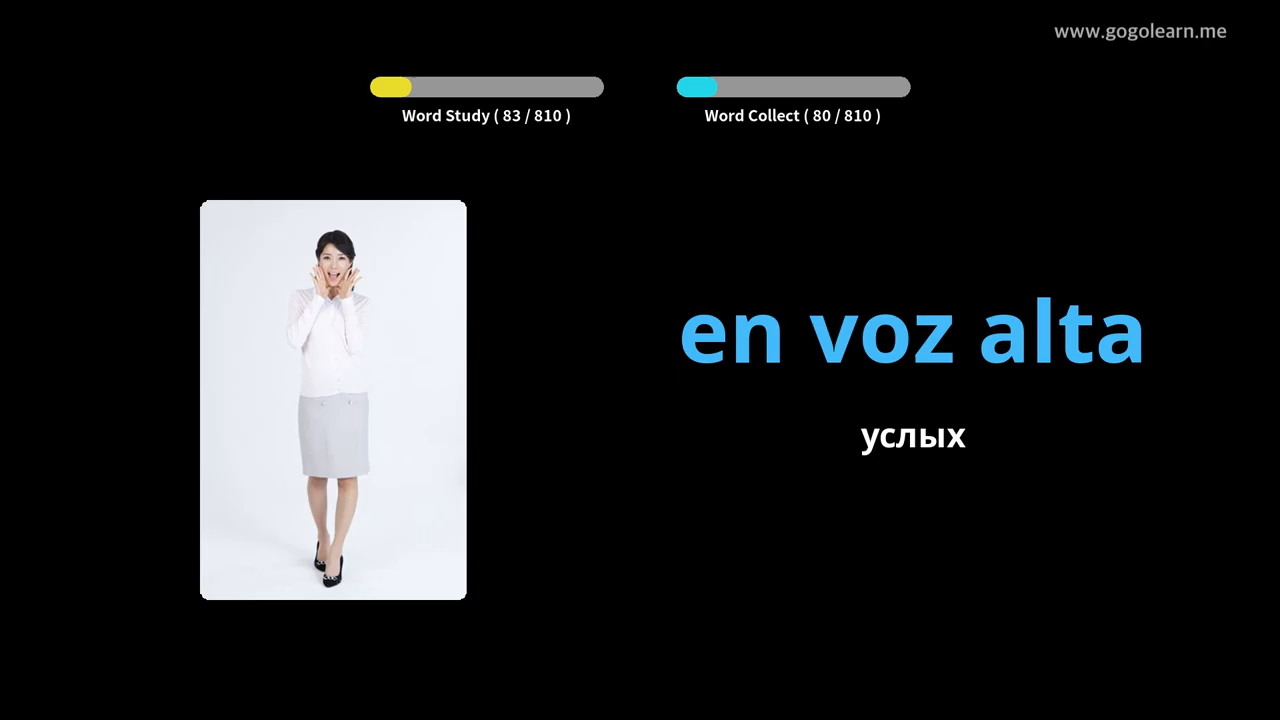 www.gogolearn.me
Word Study ( 83 / 810 )
Word Collect ( 80 / 810 )
en voz alta
услых